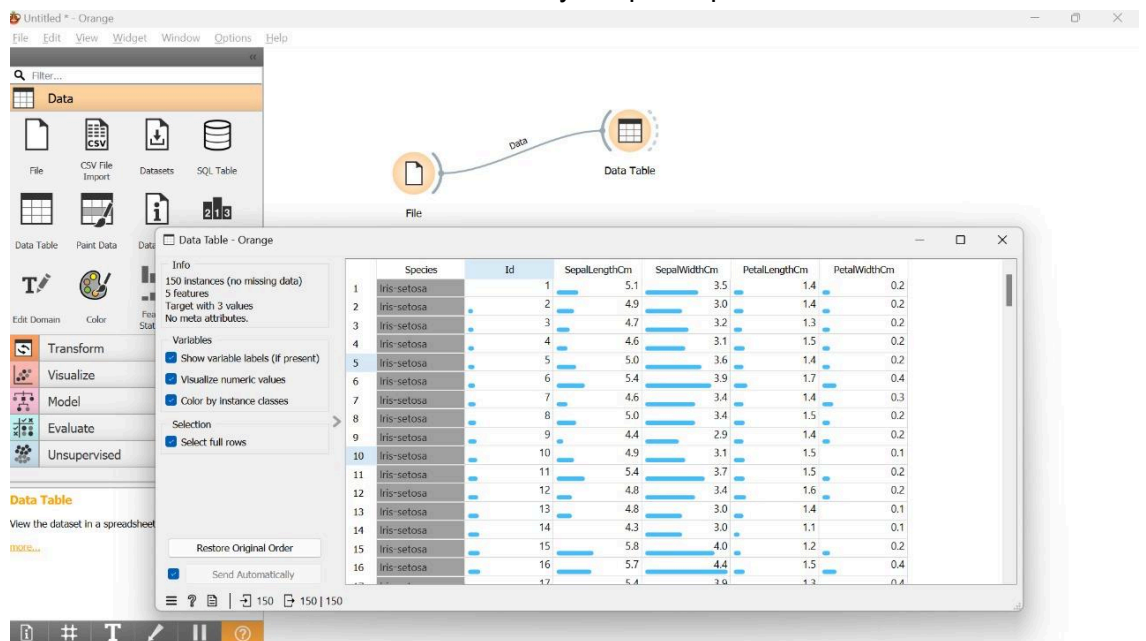 Untitled * - Orange
File Edit View Widget Window Options Help
Filter...
Data
File
CSV File Import
Datasets
SQL Table
Data Table
Paint Data
Edit Domain
Color
Transform
Visualize
Model
Evaluate
Unsupervised
Data Table
View the dataset in a spreadsheet
more...
Data
File
Data Table
Data Table - Orange
Info
150 instances (no missing data)
5 features
Target with 3 values
No meta attributes.
Variables
Show variable labels (if present)
Visualize numeric values
Color by instance classes
Selection
Select full rows
Restore Original Order
Send Automatically
150 150 | 150
Species Id SepalLengthCm SepalWidthCm PetalLengthCm PetalWidthCm
1 Iris-setosa 1 5.1 3.5 1.4 0.2
2 Iris-setosa 2 4.9 3.0 1.4 0.2
3 Iris-setosa 3 4.7 3.2 1.3 0.2
4 Iris-setosa 4 4.6 3.1 1.5 0.2
5 Iris-setosa 5 5.0 3.6 1.4 0.2
6 Iris-setosa 6 5.4 3.9 1.7 0.4
7 Iris-setosa 7 4.6 3.4 1.4 0.3
8 Iris-setosa 8 5.0 3.4 1.5 0.2
9 Iris-setosa 9 4.4 2.9 1.4 0.2
10 Iris-setosa 10 4.9 3.1 1.5 0.1
11 Iris-setosa 11 5.4 3.7 1.5 0.2
12 Iris-setosa 12 4.8 3.4 1.6 0.2
13 Iris-setosa 13 4.8 3.0 1.4 0.1
14 Iris-setosa 14 4.3 3.0 1.1 0.1
15 Iris-setosa 15 5.8 4.0 1.2 0.2
16 Iris-setosa 16 5.7 4.4 1.5 0.4
17 5.4 3.9 1.3 0.4